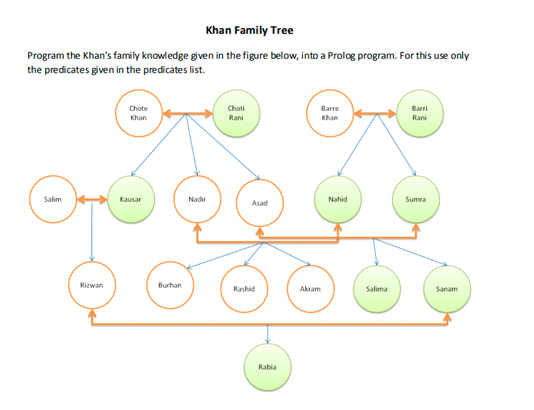 Khan Family Tree
Program the Khan's family knowledge given in the figure below, into a Prolog program. For this use only
the predicates given in the predicates list.
Chote
Khan
Choti
Rani
Barre
Khan
Barri
Rani
Salim
Kausar
Nadir
Asad
Nahid
Sumra
Rizwan
Burhan
Rashid
Akram
Salima
Sanam
Rabia